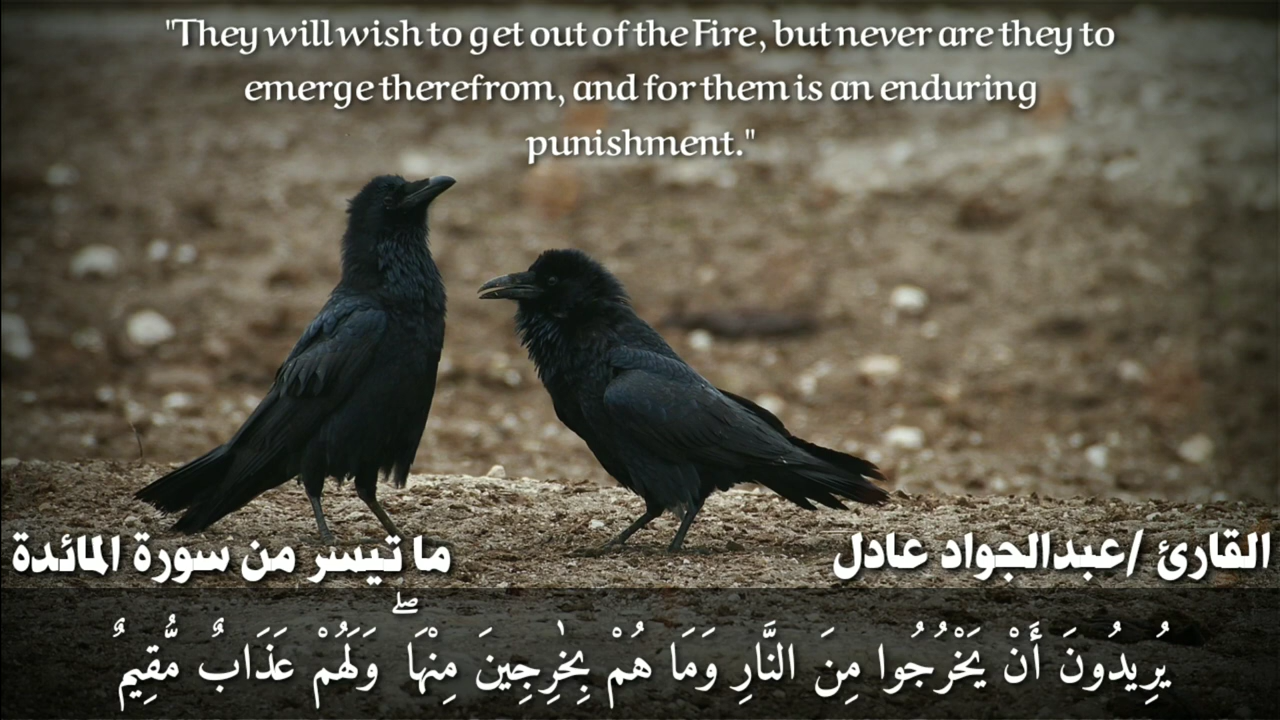 "They will wish to get out of the Fire, but never are they to
emerge therefrom, and for them is an enduring
punishment."
القارئ /عبدالجواد عادل
ما تيسر من سورة المائدة
يُرِيدُونَ أَنْ يَخْرُجُوا مِنَ النَّارِ وَمَا هُمْ بِخَٰرِجِينَ مِنْهَا ۖ وَلَهُمْ عَذَابٌ مُّقِيمٌ